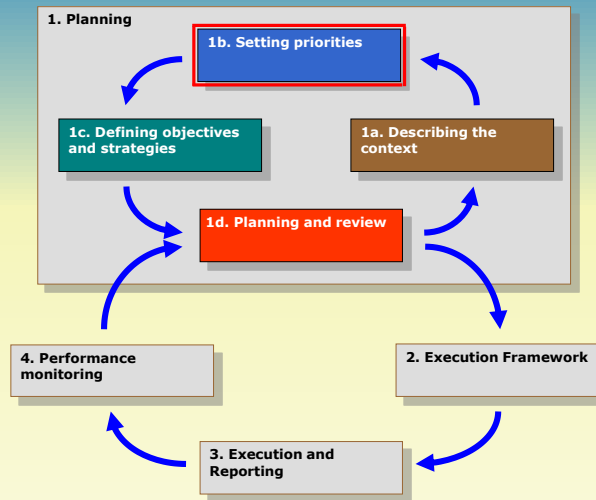 1. Planning
1b. Setting priorities
1c. Defining objectives
and strategies
1a. Describing the
context
1d. Planning and review
4. Performance
monitoring
2. Execution Framework
3. Execution and
Reporting